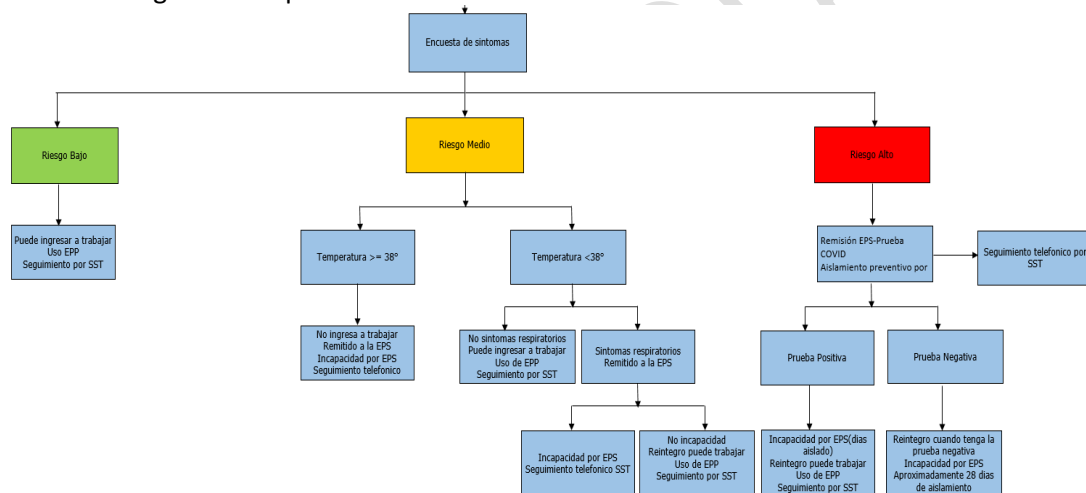 Encuesta de sintomas
Riesgo Bajo
Riesgo Medio
Riesgo Alto
Puede ingresar a trabajar
Uso EPP
Seguimiento por SST
Temperatura >= 38°
Temperatura <38°
Remisión EPS-Prueba
COVID
Aislamiento preventivo por
Seguimiento telefonico por
SST
No ingresa a trabajar
Remitido a la EPS
Incapacidad por EPS
Seguimiento telefonico
No sintomas respiratorios
Puede ingresar a trabajar
Uso de EPP
Seguimiento por SST
Sintomas respiratorios
Remitido a la EPS
Prueba Positiva
Prueba Negativa
Incapacidad por EPS
Seguimiento telefonico SST
No incapacidad
Reintegro puede trabajar
Uso de EPP
Seguimiento por SST
Incapacidad por EPS(dias
aislado)
Reintegro puede trabajar
Uso de EPP
Seguimiento por SST
Reintegro cuando tenga la
prueba negativa
Incapacidad por EPS
Aproximadamente 28 dias
de aislamiento